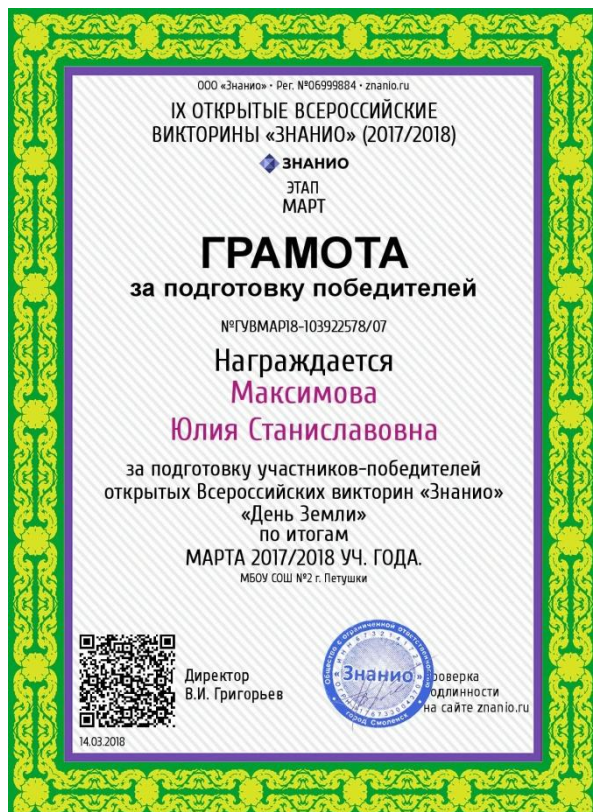 ООО «Знанио» • Рег. №06999884 • znanio.ru
IX ОТКРЫТЫЕ ВСЕРОССИЙСКИЕ
ВИКТОРИНЫ «ЗНАНИО» (2017/2018)
ЗНАНИО
ЭТАП
МАРТ
ГРАМОТА
за подготовку победителей
№ГУВМАР18-103922578/07
Награждается
Максимова
Юлия Станиславовна
за подготовку участников-победителей
открытых Всероссийских викторин «Знанио»
«День Земли»
по итогам
МАРТА 2017/2018 УЧ. ГОДА.
МБОУ СОШ №2 г. Петушки
Директор
В.И. Григорьев
Общество с ограниченной ответственностью
Знанио
город Смоленск
на сайте znanio.ru
14.03.2018